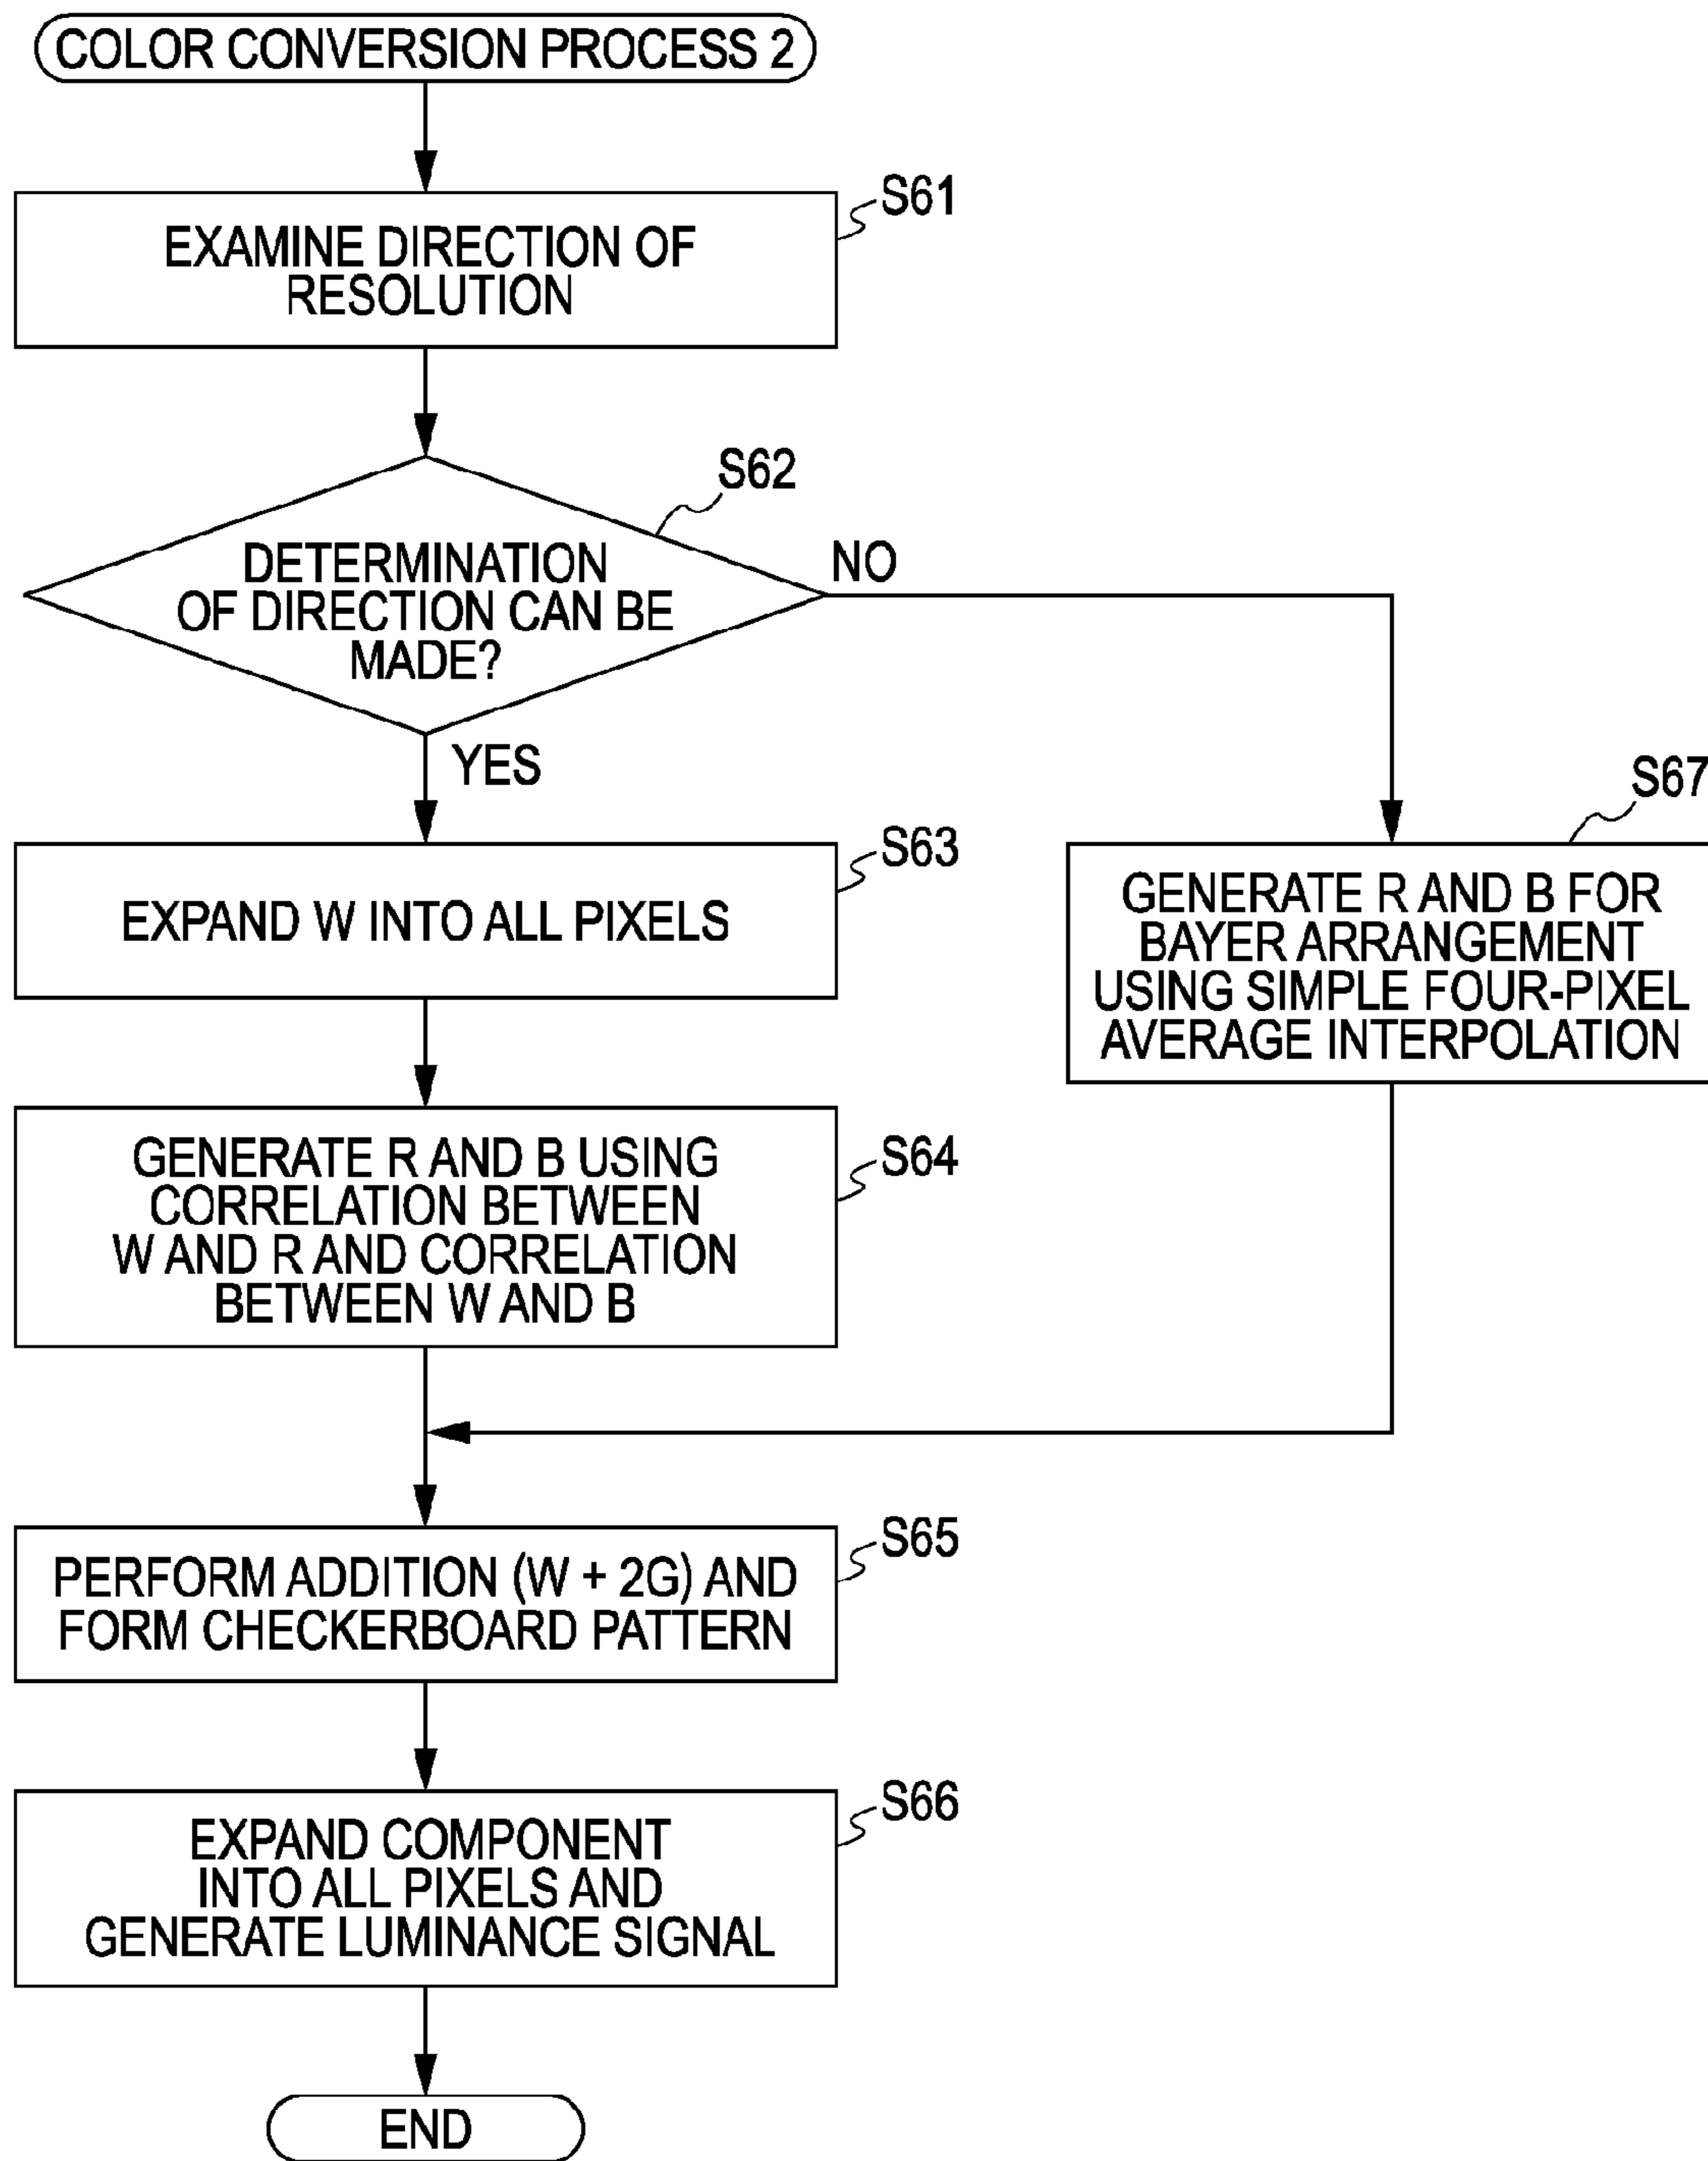 COLOR CONVERSION PROCESS 2
S61
EXAMINE DIRECTION OF
RESOLUTION
S62
DETERMINATION
OF DIRECTION CAN BE
MADE?
NO
YES
S63
EXPAND W INTO ALL PIXELS
S67
GENERATE R AND B FOR
BAYER ARRANGEMENT
USING SIMPLE FOUR-PIXEL
AVERAGE INTERPOLATION
S64
GENERATE R AND B USING
CORRELATION BETWEEN
W AND R AND CORRELATION
BETWEEN W AND B
S65
PERFORM ADDITION (W + 2G) AND
FORM CHECKERBOARD PATTERN
S66
EXPAND COMPONENT
INTO ALL PIXELS AND
GENERATE LUMINANCE SIGNAL
END